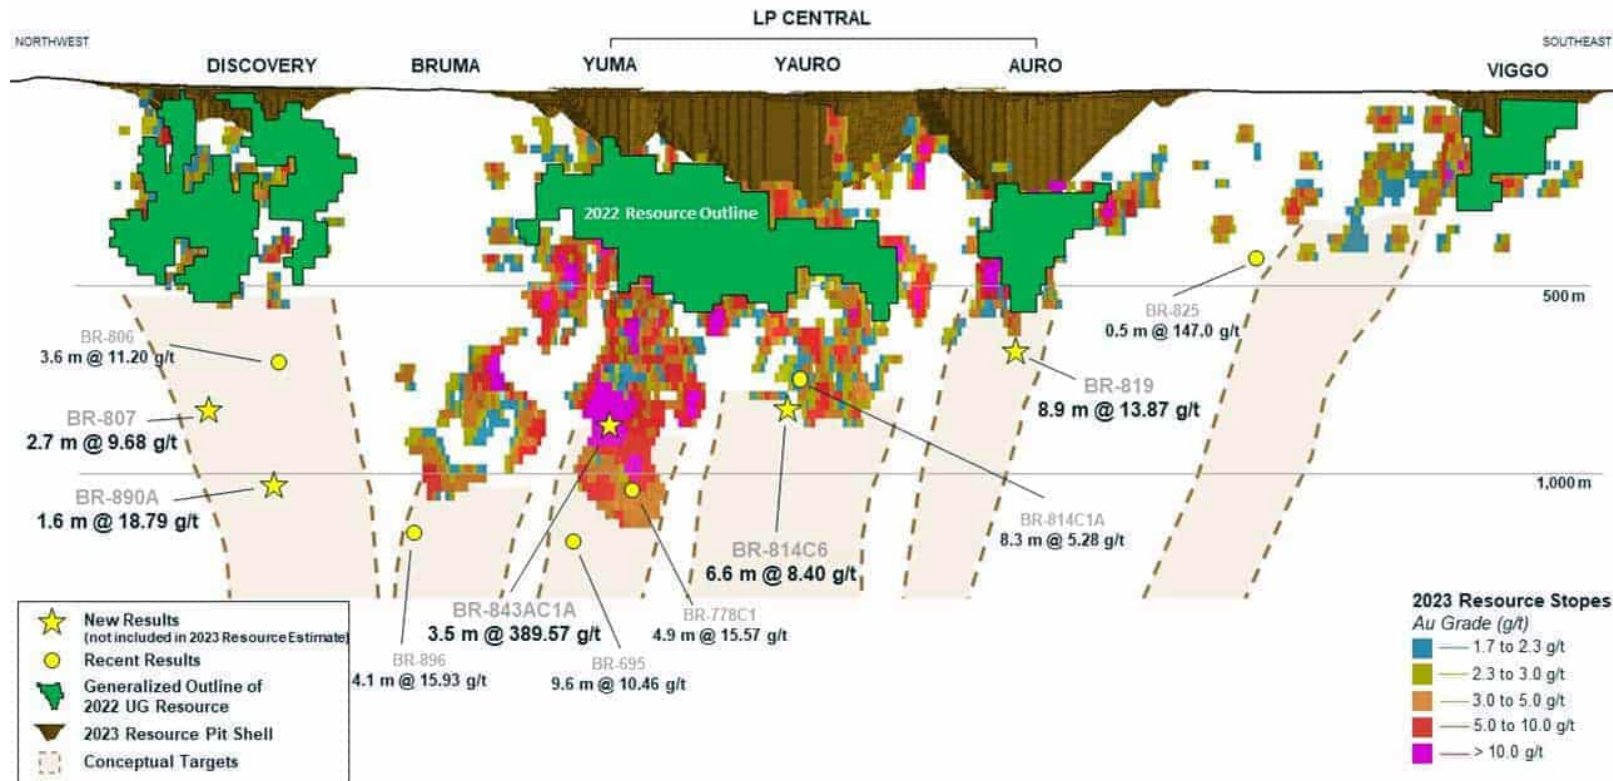 LP CENTRAL
NORTHWEST
SOUTHEAST
DISCOVERY
BRUMA
YUMA
YAURO
AURO
VIGGO
2022 Resource Outline
500 m
BR-825
0.5 m @ 147.0 g/t
BR-806
3.6 m @ 11.20 g/t
BR-819
8.9 m @ 13.87 g/t
BR-807
2.7 m @ 9.68 g/t
1,000 m
BR-890A
1.6 m @ 18.79 g/t
BR-814C1A
8.3 m @ 5.28 g/t
BR-814C6
6.6 m @ 8.40 g/t
BR-843AC1A
3.5 m @ 389.57 g/t
BR-778C1
4.9 m @ 15.57 g/t
BR-896
4.1 m @ 15.93 g/t
BR-695
9.6 m @ 10.46 g/t
New Results
(not included in 2023 Resource Estimate)
Recent Results
Generalized Outline of
2022 UG Resource
2023 Resource Pit Shell
Conceptual Targets
2023 Resource Stopes
Au Grade (g/t)
1.7 to 2.3 g/t
2.3 to 3.0 g/t
3.0 to 5.0 g/t
5.0 to 10.0 g/t
> 10.0 g/t